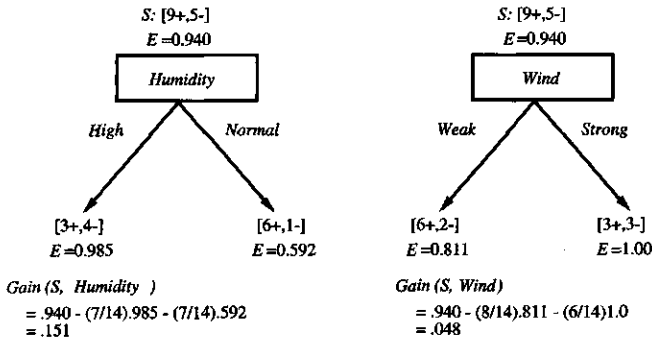 S: [9+,5-]
E =0.940
Humidity
High
Normal
[3+,4-]
E =0.985
[6+,1-]
E =0.592
Gain (S, Humidity )
= .940 - (7/14).985 - (7/14).592
= .151
S: [9+,5-]
E =0.940
Wind
Weak
Strong
[6+,2-]
E =0.811
[3+,3-]
E =1.00
Gain (S, Wind)
= .940 - (8/14).811 - (6/14)1.0
= .048